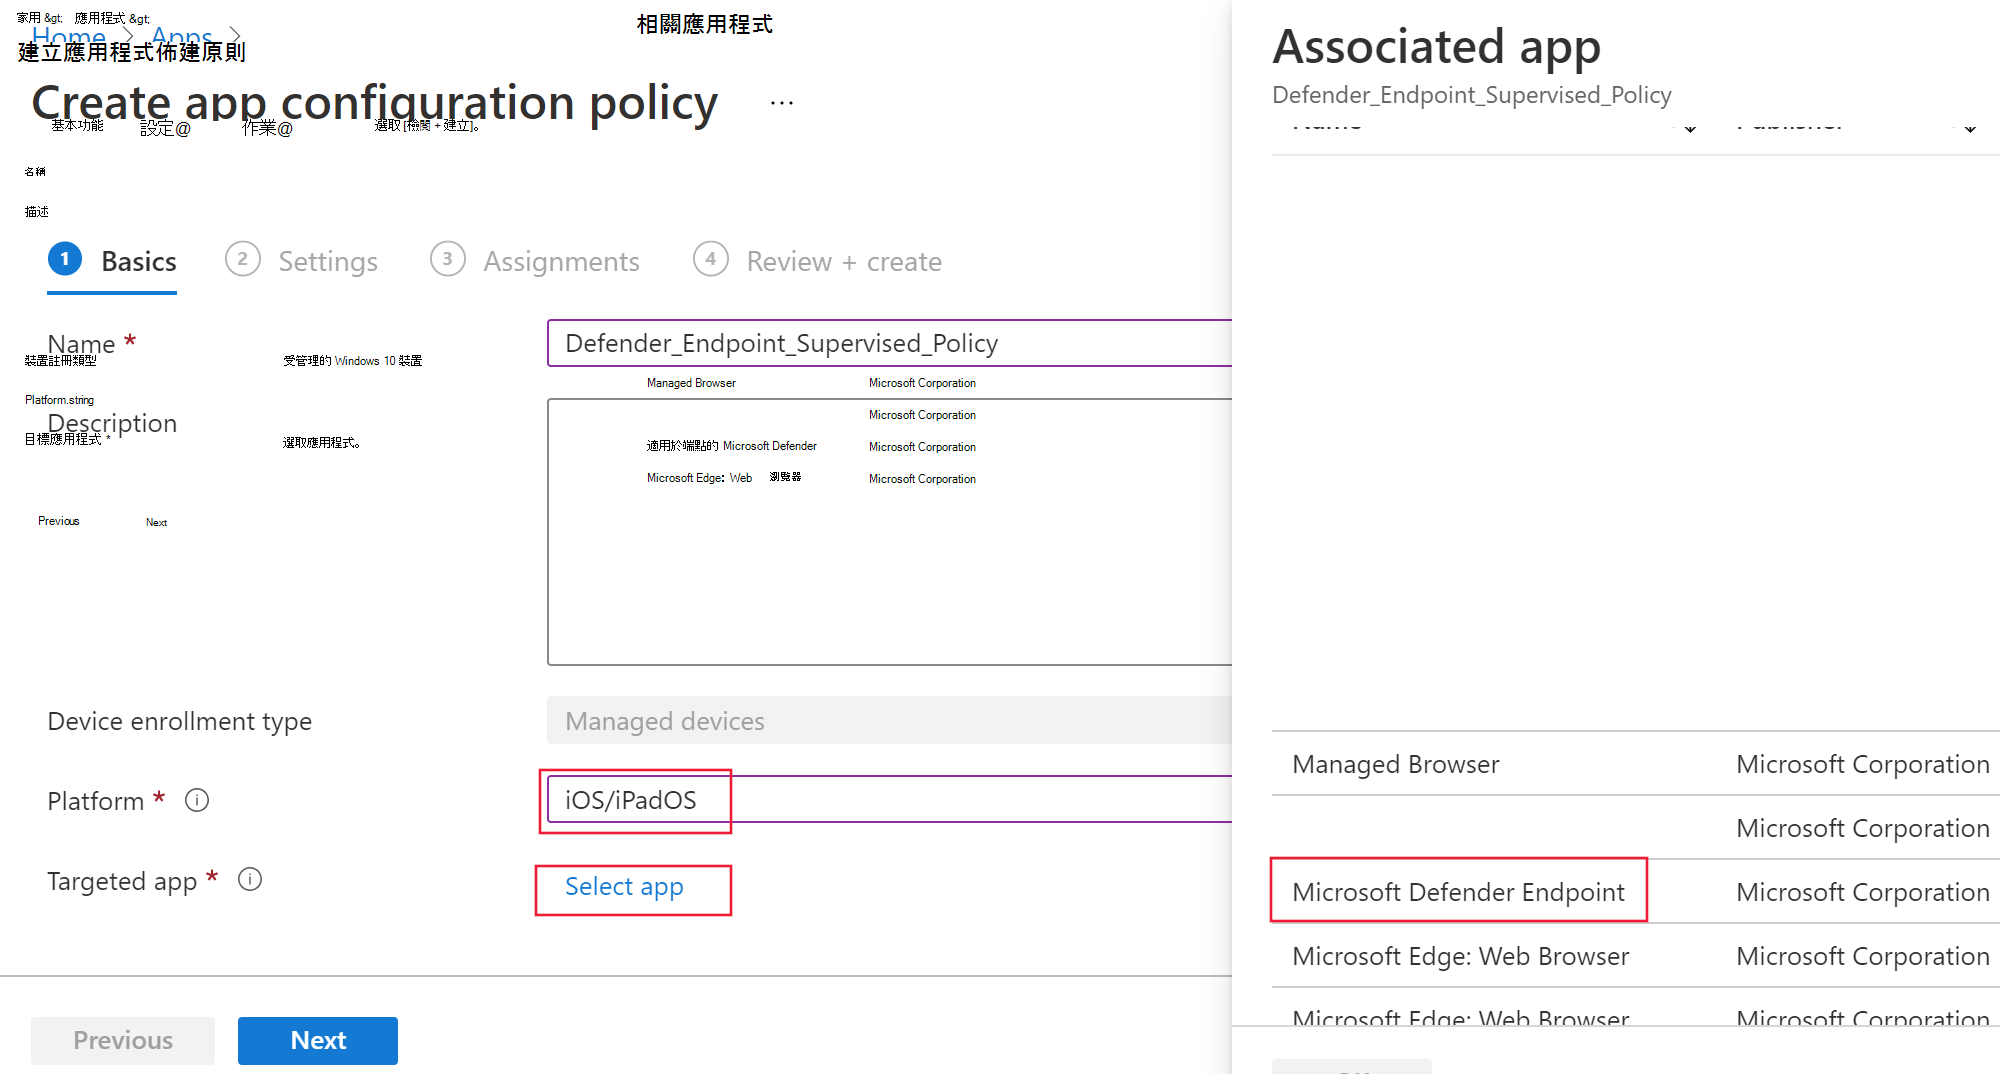 家用 &gt; 應用程式 &gt;
Home > Apps >
建立應用程式佈建原則
相關應用程式
Create app configuration policy ...
基本功能 設定@ 作業@ 選取 [檢閱 + 建立]。
名稱
描述
1 Basics 2 Settings 3 Assignments 4 Review + create
Name * Defender_Endpoint_Supervised_Policy
裝置註冊類型 受管理的 Windows 10 裝置
Managed Browser Microsoft Corporation
Platform.string
Microsoft Corporation
Description
目標應用程式 * 選取應用程式。
適用於端點的 Microsoft Defender Microsoft Corporation
Microsoft Edge: Web 瀏覽器 Microsoft Corporation
Previous Next
Device enrollment type Managed devices
Platform * iOS/iPadOS
Targeted app * Select app
Previous Next
Associated app
Defender_Endpoint_Supervised_Policy
Name Publisher
Managed Browser Microsoft Corporation
Microsoft Corporation
Microsoft Defender Endpoint Microsoft Corporation
Microsoft Edge: Web Browser Microsoft Corporation
Microsoft Edge: Web Browser Microsoft Corporation